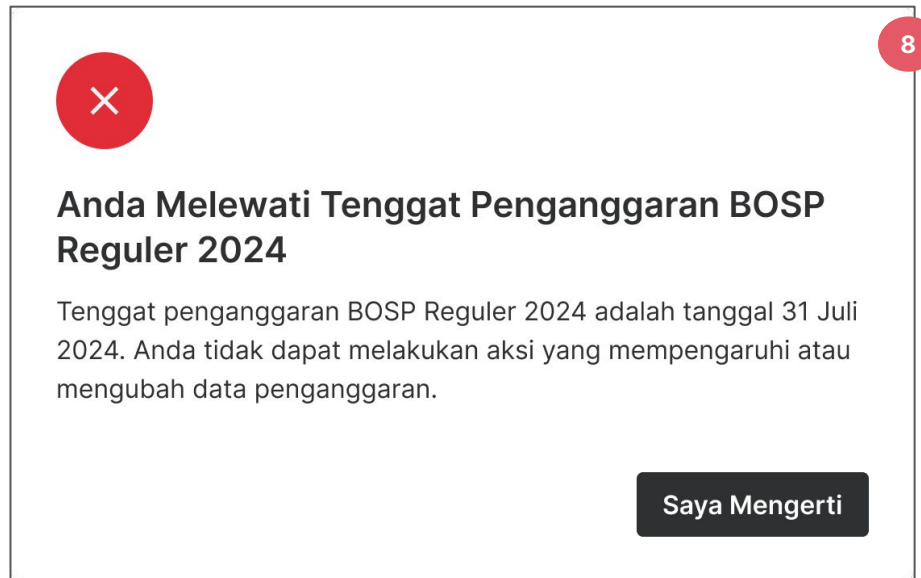 8
Anda Melewati Tenggat Penganggaran BOSP
Reguler 2024
Tenggat penganggaran BOSP Reguler 2024 adalah tanggal 31 Juli
2024. Anda tidak dapat melakukan aksi yang mempengaruhi atau
mengubah data penganggaran.
Saya Mengerti